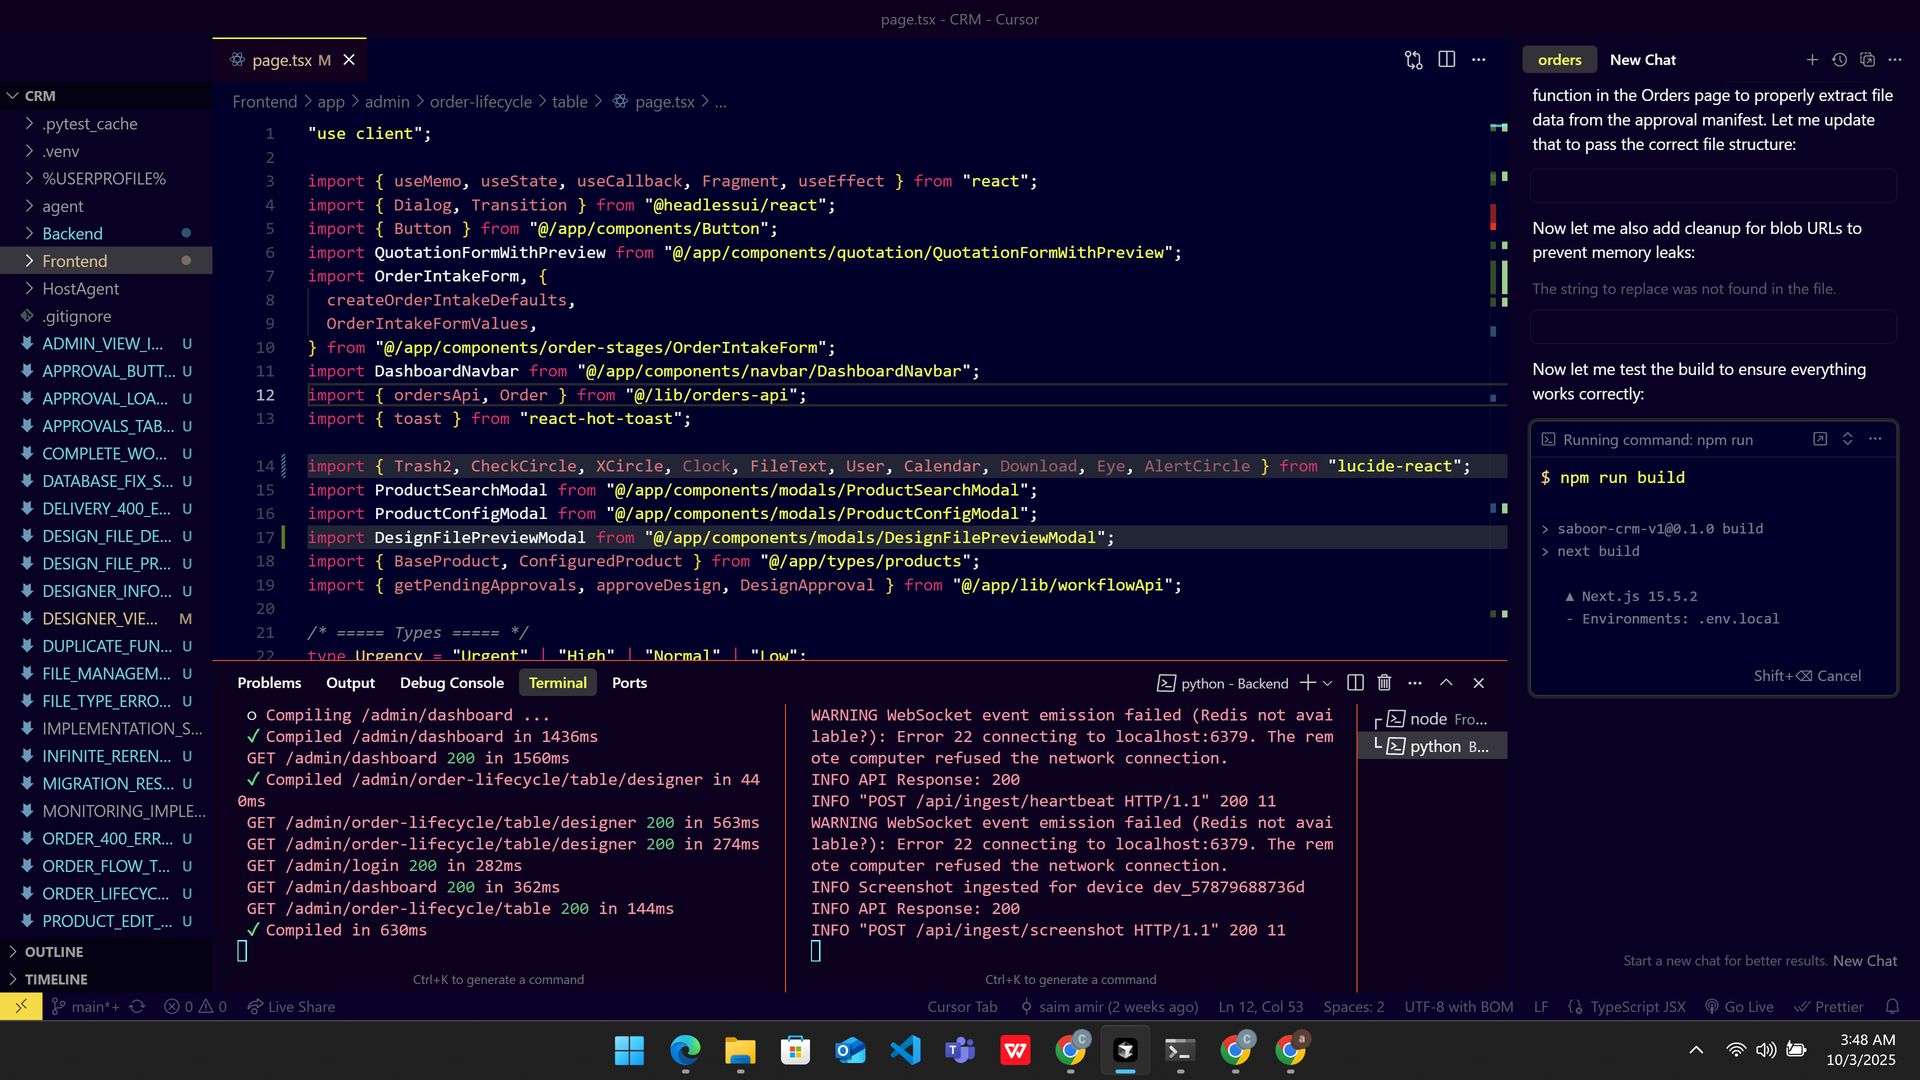 page.tsx - CRM - Cursor
page.tsx M
orders
New Chat
CRM
.pytest_cache
.venv
%USERPROFILE%
agent
Backend
Frontend
HostAgent
.gitignore
ADMIN_VIEW_I... U
APPROVAL_BUTT... U
APPROVAL_LOA... U
APPROVALS_TAB... U
COMPLETE_WO... U
DATABASE_FIX_S... U
DELIVERY_400_E... U
DESIGN_FILE_DE... U
DESIGN_FILE_PR... U
DESIGNER_INFO... U
DESIGNER_VIE... M
DUPLICATE_FUN... U
FILE_MANAGEM... U
FILE_TYPE_ERRO... U
IMPLEMENTATION_S...
INFINITE_REREN... U
MIGRATION_RES... U
MONITORING_IMPLE...
ORDER_400_ERR... U
ORDER_FLOW_T... U
ORDER_LIFECYC... U
PRODUCT_EDIT_... U
OUTLINE
TIMELINE
Frontend > app > admin > order-lifecycle > table > page.tsx > ...
1 "use client";
2
3 import { useMemo, useState, useCallback, Fragment, useEffect } from "react";
4 import { Dialog, Transition } from "@headlessui/react";
5 import { Button } from "@/app/components/Button";
6 import QuotationFormWithPreview from "@/app/components/quotation/QuotationFormWithPreview";
7 import OrderIntakeForm, {
8 createOrderIntakeDefaults,
9 OrderIntakeFormValues,
10 } from "@/app/components/order-stages/OrderIntakeForm";
11 import DashboardNavbar from "@/app/components/navbar/DashboardNavbar";
12 import { ordersApi, Order } from "@/lib/orders-api";
13 import { toast } from "react-hot-toast";
14 import { Trash2, CheckCircle, XCircle, Clock, FileText, User, Calendar, Download, Eye, AlertCircle } from "lucide-react";
15 import ProductSearchModal from "@/app/components/modals/ProductSearchModal";
16 import ProductConfigModal from "@/app/components/modals/ProductConfigModal";
17 import DesignFilePreviewModal from "@/app/components/modals/DesignFilePreviewModal";
18 import { BaseProduct, ConfiguredProduct } from "@/app/types/products";
19 import { getPendingApprovals, approveDesign, DesignApproval } from "@/app/lib/workflowApi";
20
21 /* ===== Types ===== */
22 type Urgency = "Urgent" | "High" | "Normal" | "Low";
Problems
Output
Debug Console
Terminal
Ports
python - Backend
○ Compiling /admin/dashboard ...
✓ Compiled /admin/dashboard in 1436ms
GET /admin/dashboard 200 in 1560ms
✓ Compiled /admin/order-lifecycle/table/designer in 44
0ms
GET /admin/order-lifecycle/table/designer 200 in 563ms
GET /admin/order-lifecycle/table/designer 200 in 274ms
GET /admin/login 200 in 282ms
GET /admin/dashboard 200 in 362ms
GET /admin/order-lifecycle/table 200 in 144ms
✓ Compiled in 630ms
Ctrl+K to generate a command
WARNING WebSocket event emission failed (Redis not avai
lable?): Error 22 connecting to localhost:6379. The rem
ote computer refused the network connection.
INFO API Response: 200
INFO "POST /api/ingest/heartbeat HTTP/1.1" 200 11
WARNING WebSocket event emission failed (Redis not avai
lable?): Error 22 connecting to localhost:6379. The rem
ote computer refused the network connection.
INFO Screenshot ingested for device dev_57879688736d
INFO API Response: 200
INFO "POST /api/ingest/screenshot HTTP/1.1" 200 11
Ctrl+K to generate a command
node Fro...
python B...
function in the Orders page to properly extract file
data from the approval manifest. Let me update
that to pass the correct file structure:
Now let me also add cleanup for blob URLs to
prevent memory leaks:
The string to replace was not found in the file.
Now let me test the build to ensure everything
works correctly:
Running command: npm run
$ npm run build
> saboor-crm-v1@0.1.0 build
> next build
▲ Next.js 15.5.2
- Environments: .env.local
Shift+⌫ Cancel
Start a new chat for better results. New Chat
main*+
0
0
Live Share
Cursor Tab
saim amir (2 weeks ago)
Ln 12, Col 53
Spaces: 2
UTF-8 with BOM
LF
TypeScript JSX
Go Live
Prettier
3:48 AM
10/3/2025